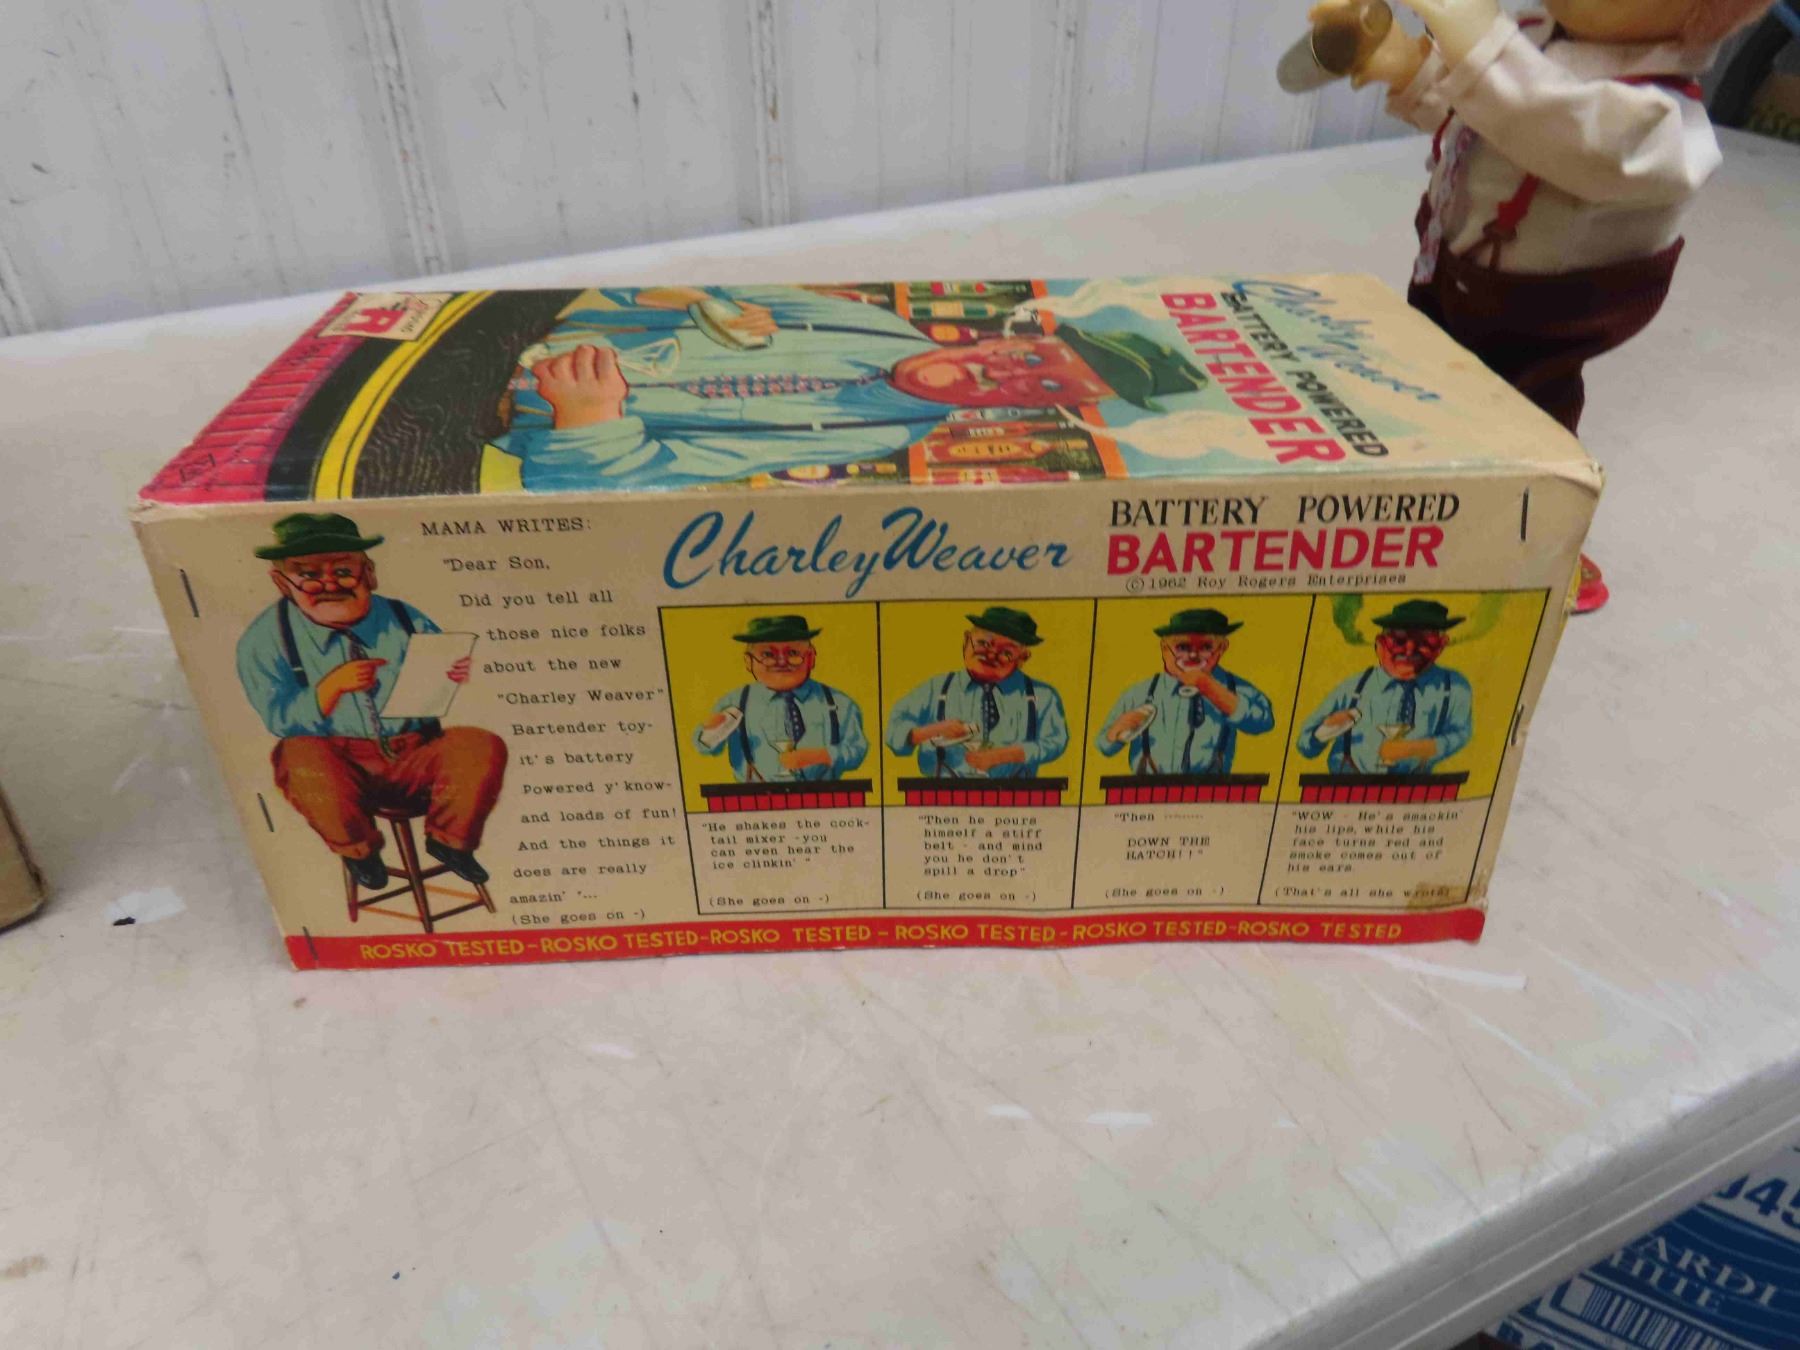 Charley Weaver
BATTERY POWERED
BARTENDER
R
MAMA WRITES:
"Dear Son,
Did you tell all
those nice folks
about the new
"Charley Weaver"
Bartender toy-
it's battery
Powered y'know-
and loads of fun!
And the things it
does are really
amazin' "...
(She goes on -)
Charley Weaver
BATTERY POWERED
BARTENDER
© 1962 Roy Rogers Enterprises
"He shakes the cock-
tail mixer - you
can even hear the
ice clinkin' "
(She goes on -)
"Then he pours
himself a stiff
belt - and mind
you he don't
spill a drop"
(She goes on -)
"Then ---------
DOWN THE
HATCH!!"
(She goes on -)
"WOW - He's smackin'
his lips, while his
face turns red and
smoke comes out of
his ears.
(That's all she wrote)
ROSKO TESTED-ROSKO TESTED-ROSKO TESTED-ROSKO TESTED-ROSKO TESTED-ROSKO TESTED